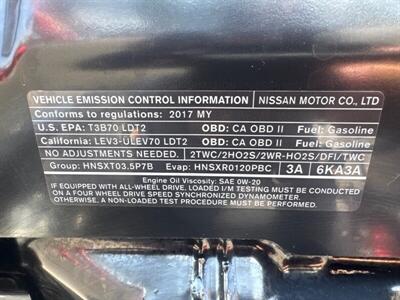 VEHICLE EMISSION CONTROL INFORMATION NISSAN MOTOR CO., LTD
Conforms to regulations: 2017 MY
U.S. EPA: T3B70 LDT2 OBD: CA OBD II Fuel: Gasoline
California: LEV3-ULEV70 LDT2 OBD: CA OBD II Fuel: Gasoline
NO ADJUSTMENTS NEEDED. 2TWC/2HO2S/2WR-HO2S/DFI/TWC
Group: HNSXT03.5P7B Evap: HNSXR0120PBC 3A 6KA3A
Engine Oil Viscosity: SAE 0W-20
IF EQUIPPED WITH ALL-WHEEL DRIVE, LOADED I/M TESTING MUST BE CONDUCTED
ON A FOUR WHEEL DRIVE SPEED SYNCHRONIZED DYNAMOMETER.
OTHERWISE, A NON-LOADED TEST PROCEDURE MUST BE PERFORMED.